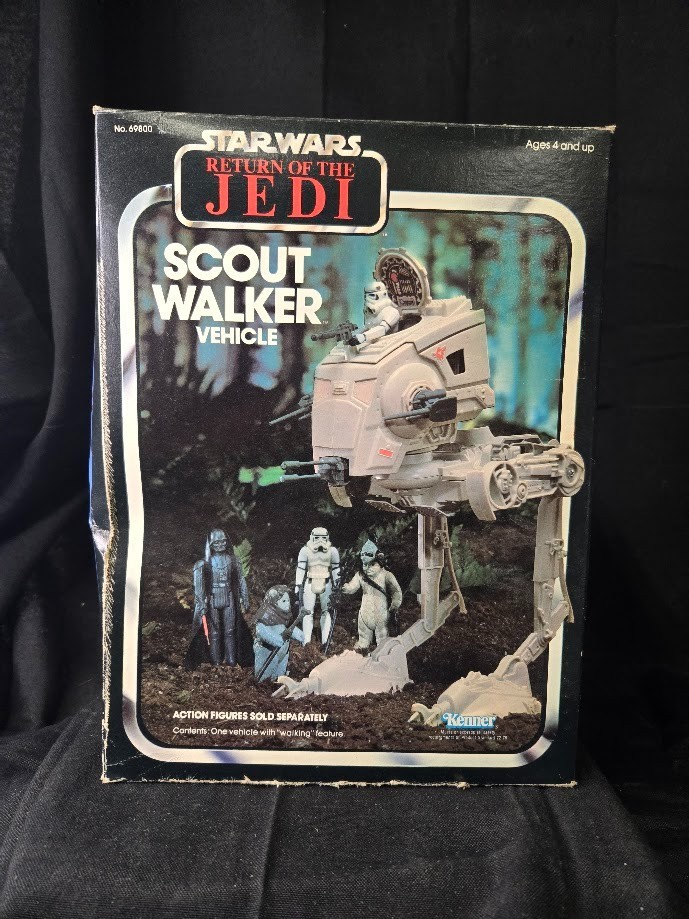 No. 69800
Ages 4 and up
STAR WARS
RETURN OF THE
JEDI
SCOUT
WALKER™
VEHICLE
ACTION FIGURES SOLD SEPARATELY
Contents: One vehicle with "walking" feature.
Kenner